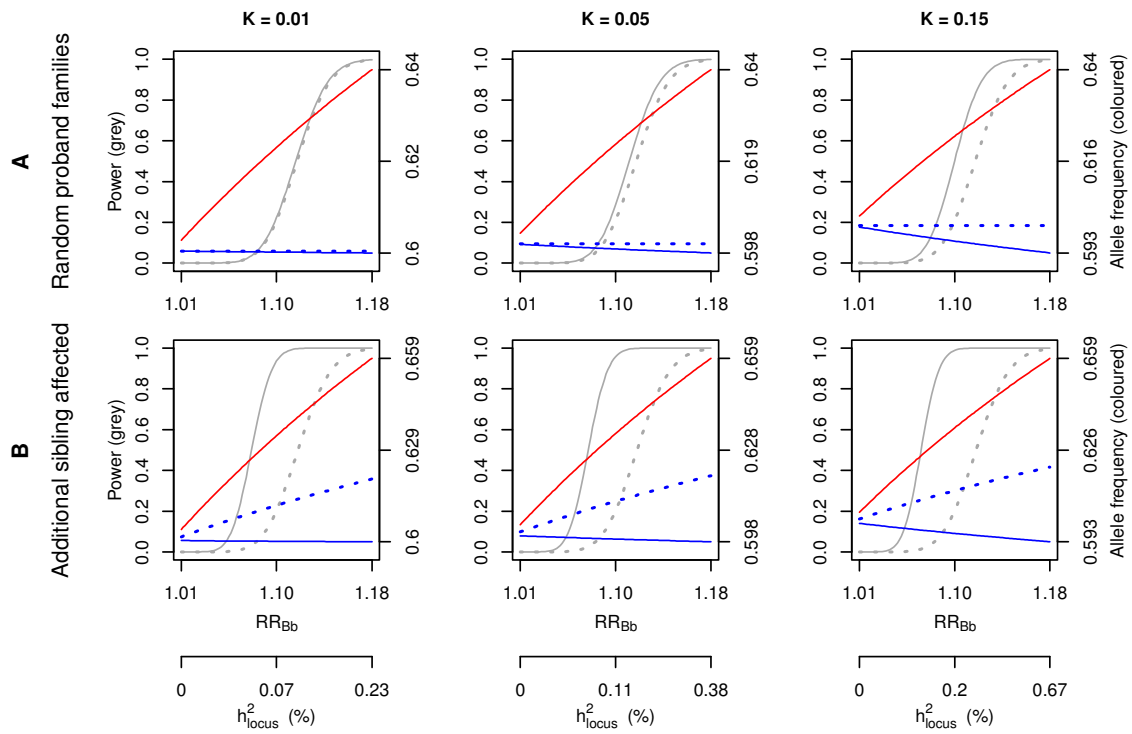 K = 0.01
K = 0.05
K = 0.15
A
Random proband families
Power (grey)
0.0 0.2 0.4 0.6 0.8 1.0
0.6 0.62 0.64
1.01 1.10 1.18
0.0 0.2 0.4 0.6 0.8 1.0
0.598 0.619 0.64
1.01 1.10 1.18
0.0 0.2 0.4 0.6 0.8 1.0
0.593 0.616 0.64
Allele frequency (coloured)
1.01 1.10 1.18
B
Additional sibling affected
Power (grey)
0.0 0.2 0.4 0.6 0.8 1.0
0.6 0.629 0.659
1.01 1.10 1.18
RR_Bb
0 0.07 0.23
h²_locus (%)
0.0 0.2 0.4 0.6 0.8 1.0
0.598 0.628 0.659
1.01 1.10 1.18
RR_Bb
0 0.11 0.38
h²_locus (%)
0.0 0.2 0.4 0.6 0.8 1.0
0.593 0.626 0.659
Allele frequency (coloured)
1.01 1.10 1.18
RR_Bb
0 0.2 0.67
h²_locus (%)